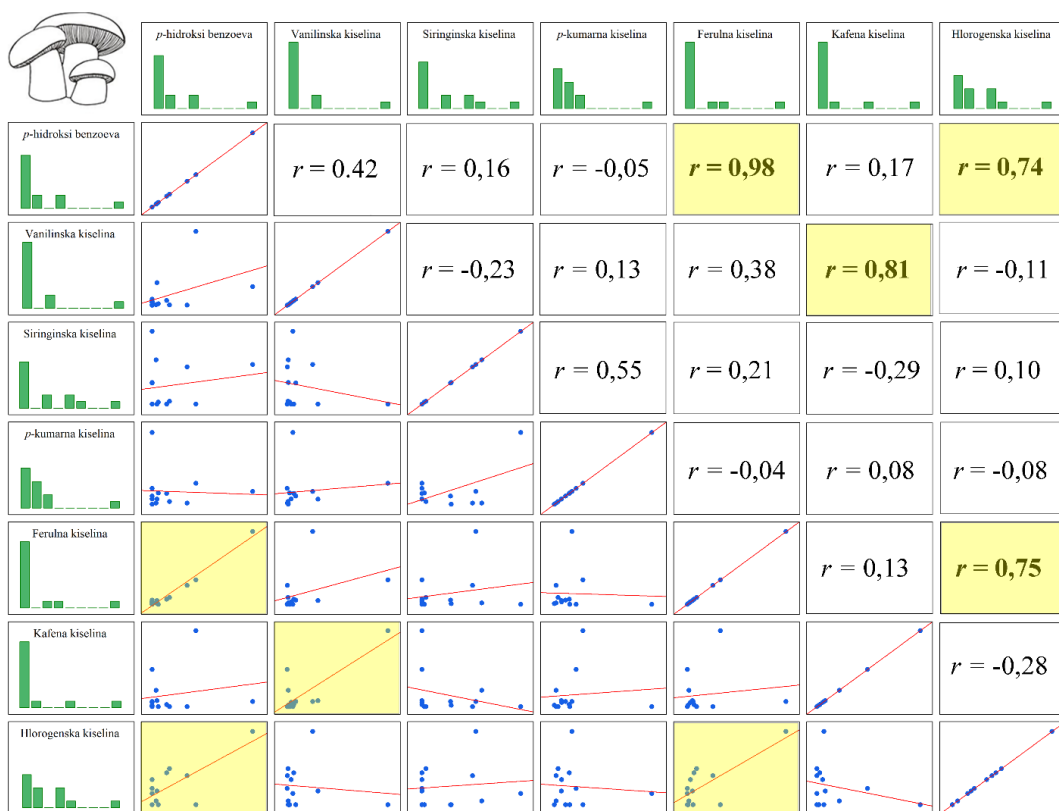 p-hidroksi benzoeva
Vanilinska kiselina
Siringinska kiselina
p-kumarna kiselina
Ferulna kiselina
Kafena kiselina
Hlorogenska kiselina
p-hidroksi benzoeva
r = 0.42
r = 0,16
r = -0,05
r = 0,98
r = 0,17
r = 0,74
Vanilinska kiselina
r = -0,23
r = 0,13
r = 0,38
r = 0,81
r = -0,11
Siringinska kiselina
r = 0,55
r = 0,21
r = -0,29
r = 0,10
p-kumarna kiselina
r = -0,04
r = 0,08
r = -0,08
Ferulna kiselina
r = 0,13
r = 0,75
Kafena kiselina
r = -0,28
Hlorogenska kiselina